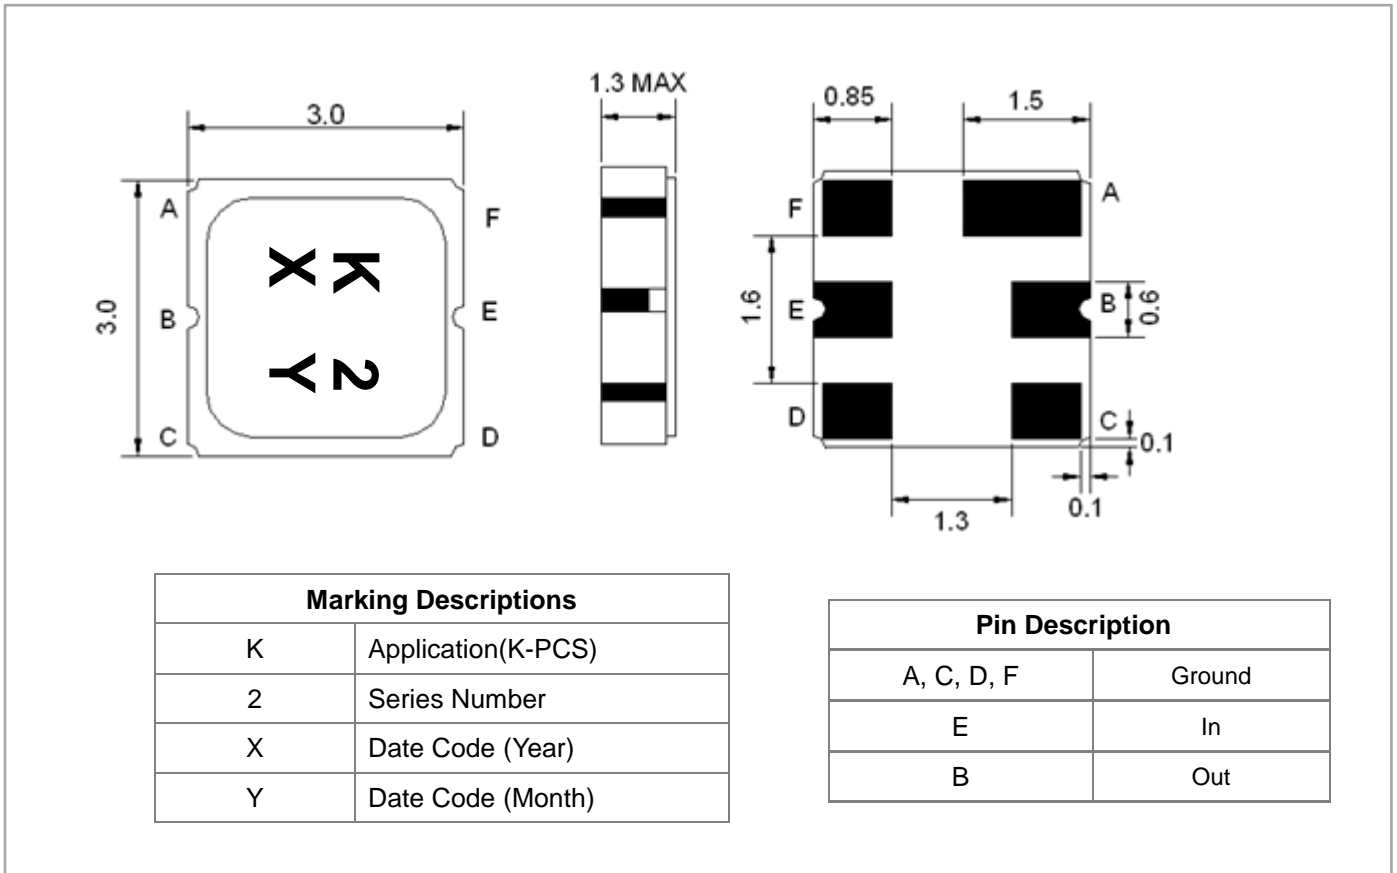 1.3 MAX
3.0
0.85
1.5
A
F
F
A
K
X
3.0
B
E
1.6
E
B
0.6
2
Y
C
D
D
C
0.1
0.1
1.3
Marking Descriptions
K Application(K-PCS)
2 Series Number
X Date Code (Year)
Y Date Code (Month)
Pin Description
A, C, D, F Ground
E In
B Out